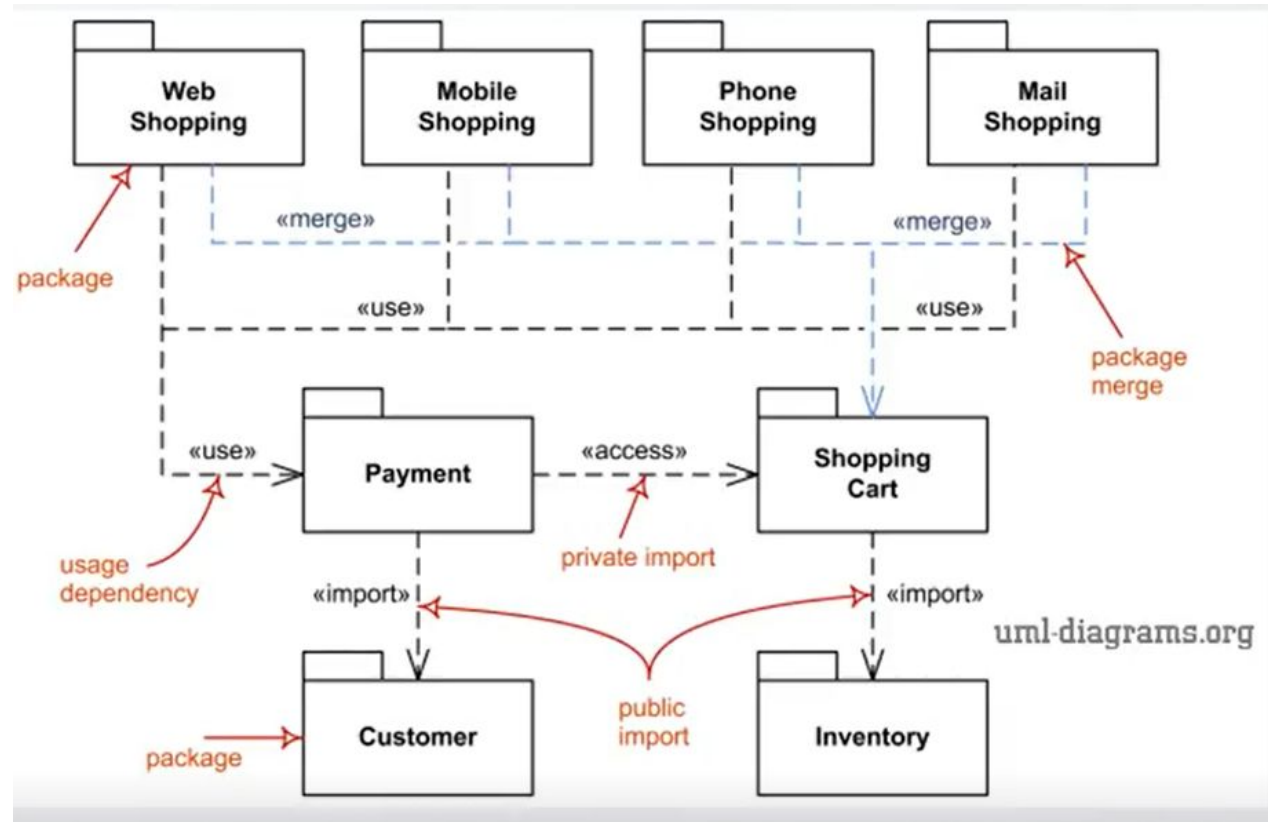 Web
Shopping
Mobile
Shopping
Phone
Shopping
Mail
Shopping
«merge»
«merge»
package
«use»
«use»
package
merge
«use»
Payment
«access»
Shopping
Cart
usage
dependency
private import
«import»
«import»
uml-diagrams.org
public
import
package
Customer
Inventory